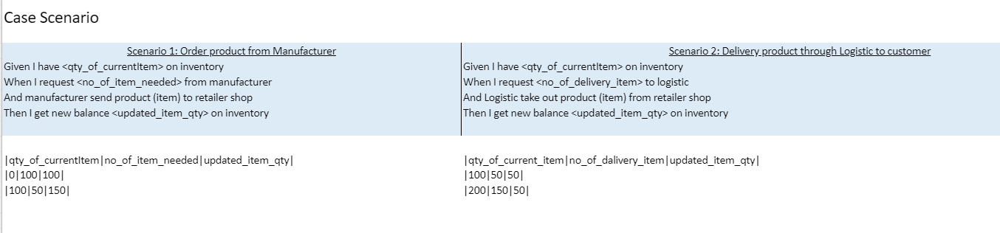 Case Scenario
Scenario 1: Order product from Manufacturer
Given I have <qty_of_currentItem> on inventory
When I request <no_of_item_needed> from manufacturer
And manufacturer send product (item) to retailer shop
Then I get new balance <updated_item_qty> on inventory
Scenario 2: Delivery product through Logistic to customer
Given I have <qty_of_currentItem> on inventory
When I request <no_of_delivery_item> to logistic
And Logistic take out product (item) from retailer shop
Then I get new balance <updated_item_qty> on inventory
|qty_of_currentItem|no_of_item_needed|updated_item_qty|
|0|100|100|
|100|50|150|
|qty_of_current_item|no_of_dalivery_item|updated_item_qty|
|100|50|50|
|200|150|50|